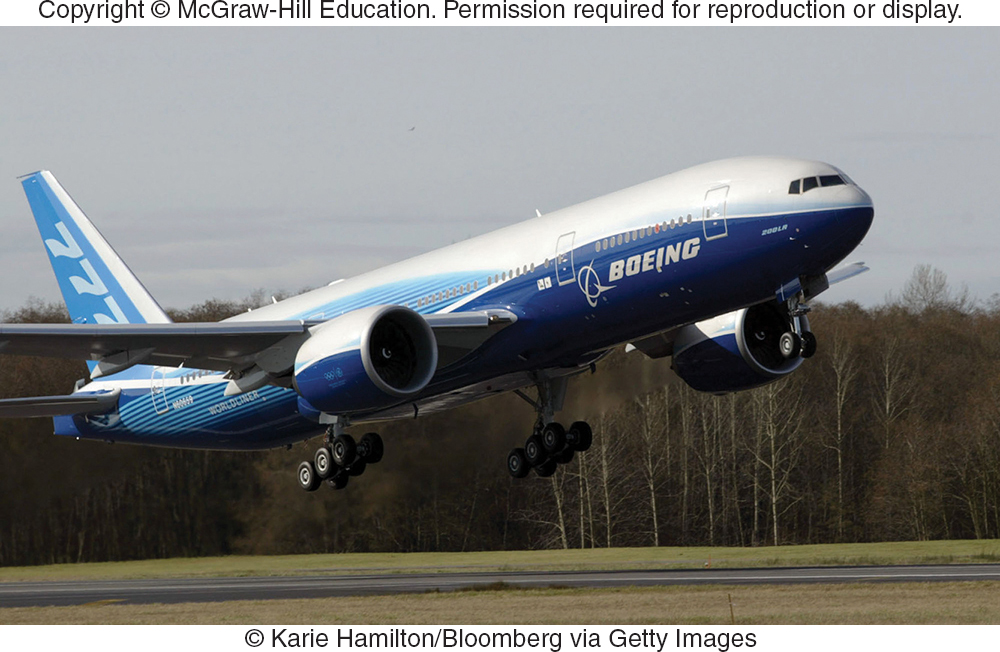 Copyright © McGraw-Hill Education. Permission required for reproduction or display.
777
200LR
BOEING
WORLDLINER
© Karie Hamilton/Bloomberg via Getty Images